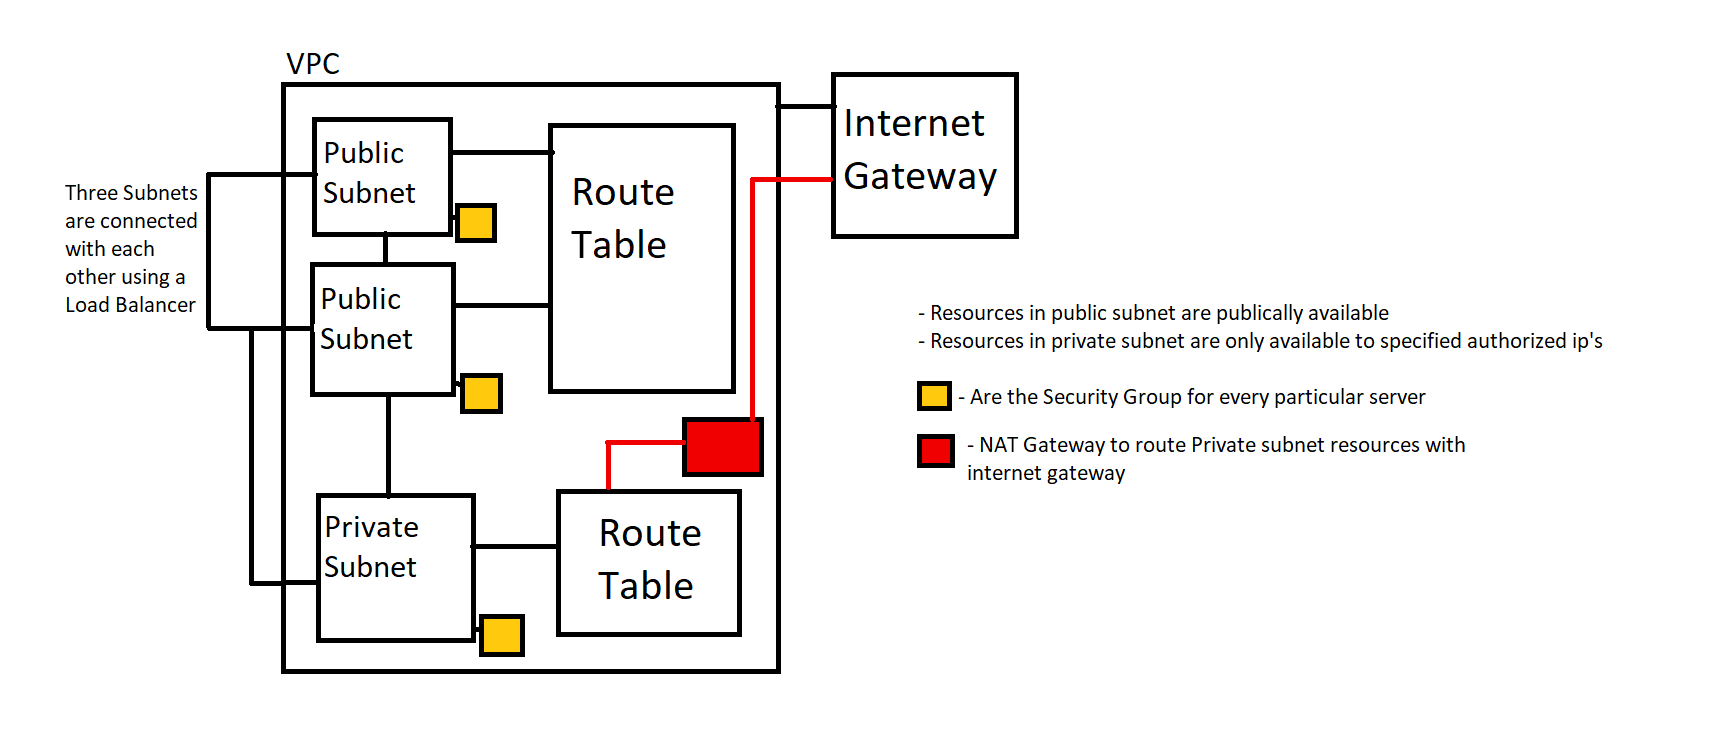 VPC
Public
Subnet
Route
Table
Internet
Gateway
Three Subnets
are connected
with each
other using a
Load Balancer
Public
Subnet
- Resources in public subnet are publically available
- Resources in private subnet are only available to specified authorized ip's
- Are the Security Group for every particular server
- NAT Gateway to route Private subnet resources with
internet gateway
Private
Subnet
Route
Table